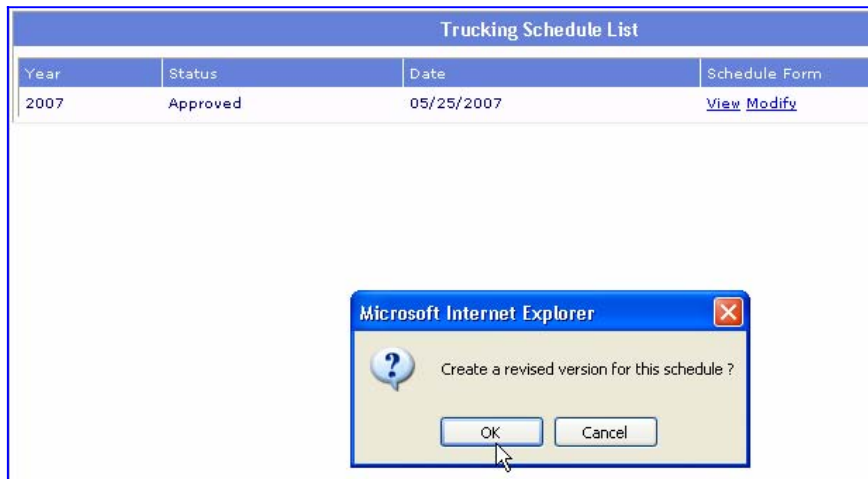 Trucking Schedule List
Year Status Date Schedule Form
2007 Approved 05/25/2007 View Modify
Microsoft Internet Explorer
Create a revised version for this schedule ?
OK Cancel